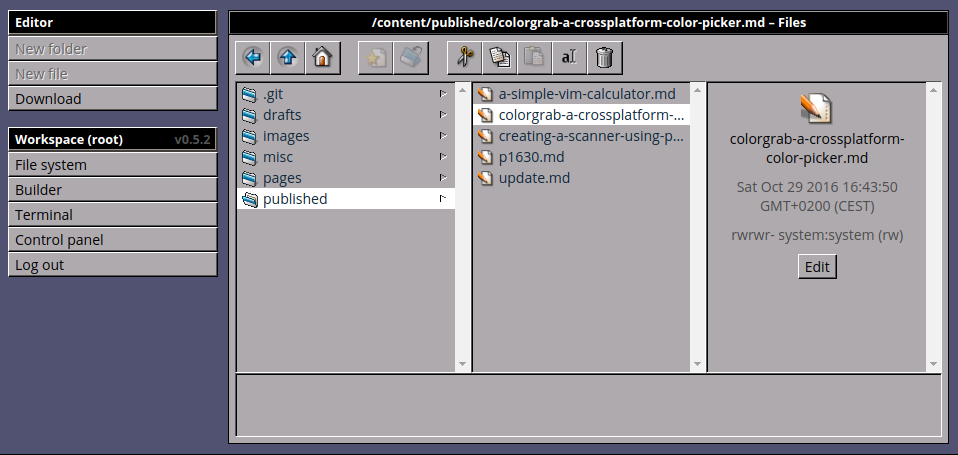 Editor
New folder
New file
Download
Workspace (root) v0.5.2
File system
Builder
Terminal
Control panel
Log out
/content/published/colorgrab-a-crossplatform-color-picker.md – Files
aI
.git
drafts
images
misc
pages
published
a-simple-vim-calculator.md
colorgrab-a-crossplatform-...
creating-a-scanner-using-p...
p1630.md
update.md
colorgrab-a-crossplatform-
color-picker.md
Sat Oct 29 2016 16:43:50
GMT+0200 (CEST)
rwrwr- system:system (rw)
Edit